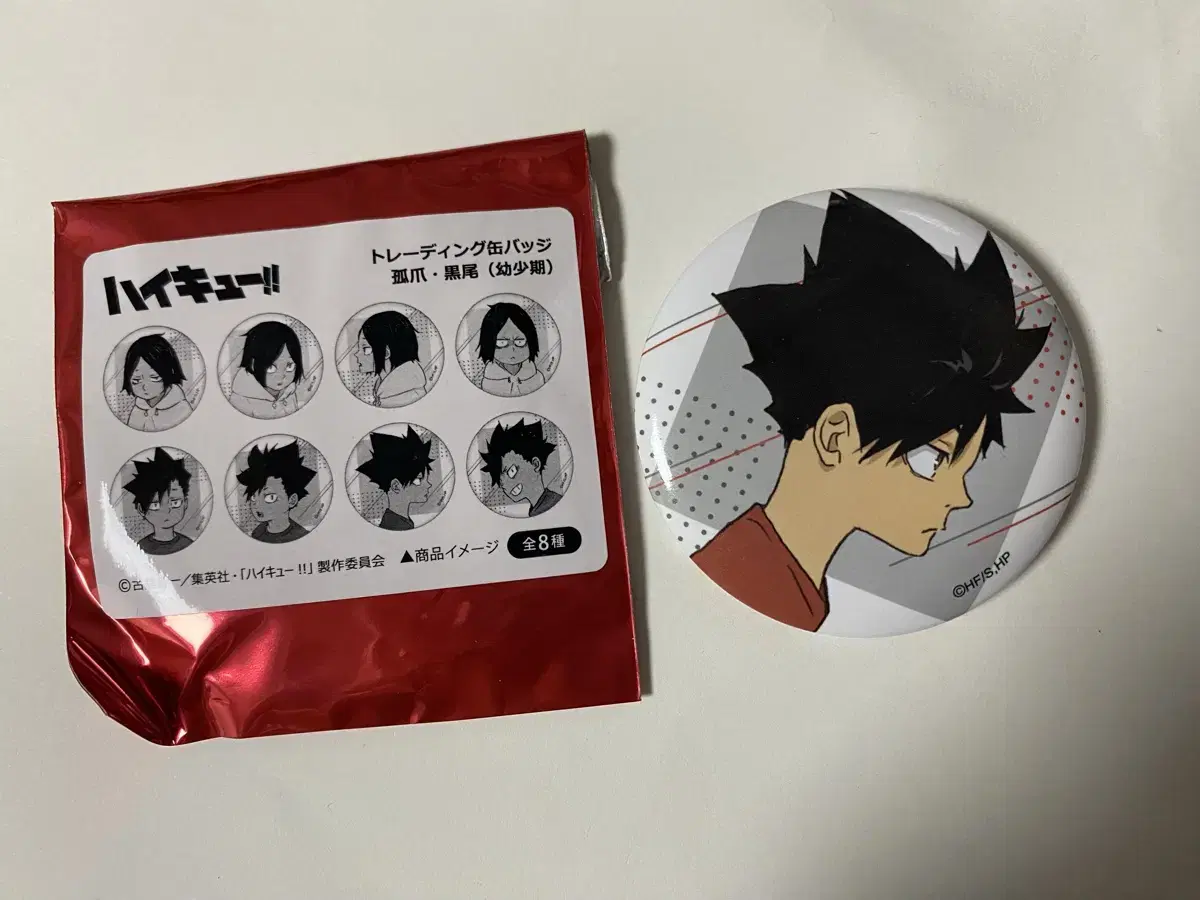 ハイキュー!!
トレーディング缶バッジ
孤爪・黒尾（幼少期）
▲商品イメージ
全8種
©古 ー／集英社・「ハイキュー!!」製作委員会
©HF/S,HP